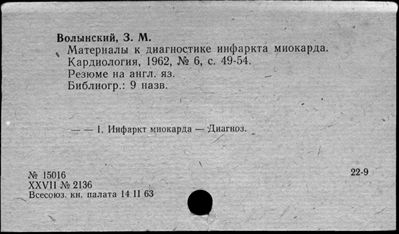 Волынский, З. М.
Материалы к диагностике инфаркта миокарда.
Кардиология, 1962, № 6, с. 49-54.
Резюме на англ. яз.
Библиогр.: 9 назв.
— — 1. Инфаркт миокарда — Диагноз.
№ 15016
22-9
XXVII № 2136
Всесоюз. кн. палата 14 II 63